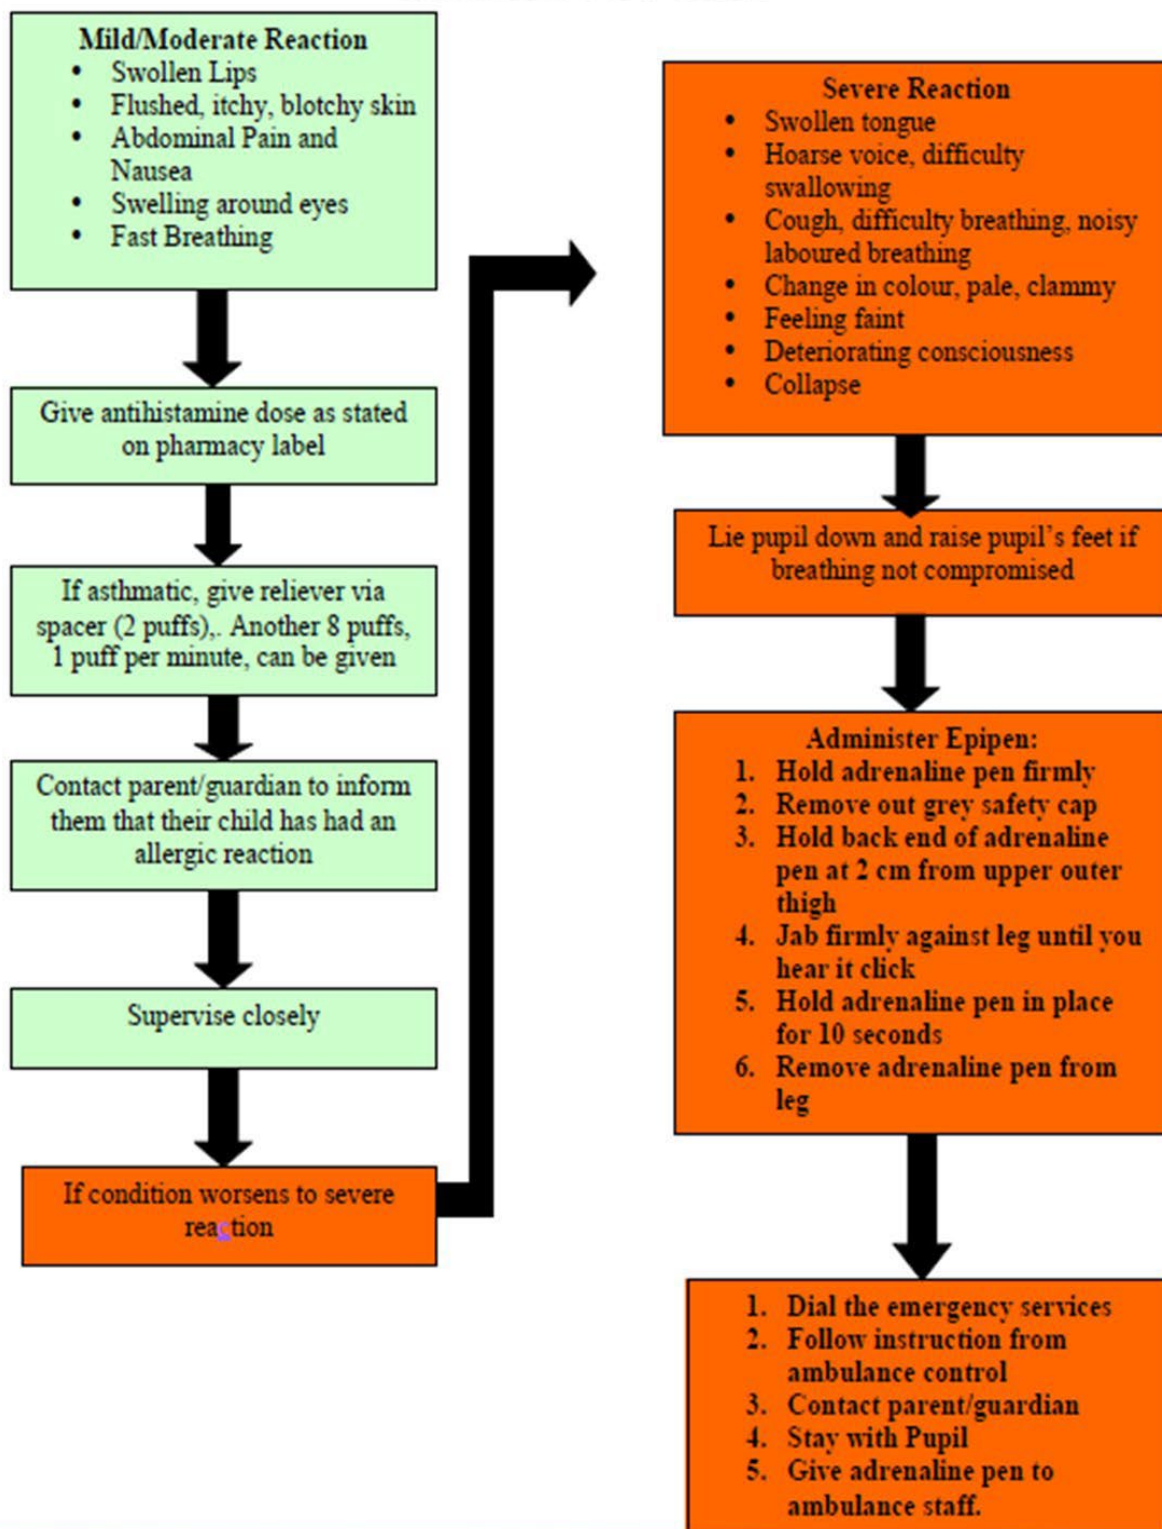 Mild/Moderate Reaction
• Swollen Lips
• Flushed, itchy, blotchy skin
• Abdominal Pain and
Nausea
• Swelling around eyes
• Fast Breathing
Give antihistamine dose as stated
on pharmacy label
If asthmatic, give reliever via
spacer (2 puffs),. Another 8 puffs,
1 puff per minute, can be given
Contact parent/guardian to inform
them that their child has had an
allergic reaction
Supervise closely
If condition worsens to severe
reaction
Severe Reaction
• Swollen tongue
• Hoarse voice, difficulty
swallowing
• Cough, difficulty breathing, noisy
laboured breathing
• Change in colour, pale, clammy
• Feeling faint
• Deteriorating consciousness
• Collapse
Lie pupil down and raise pupil's feet if
breathing not compromised
Administer Epipen:
1. Hold adrenaline pen firmly
2. Remove out grey safety cap
3. Hold back end of adrenaline
pen at 2 cm from upper outer
thigh
4. Jab firmly against leg until you
hear it click
5. Hold adrenaline pen in place
for 10 seconds
6. Remove adrenaline pen from
leg
1. Dial the emergency services
2. Follow instruction from
ambulance control
3. Contact parent/guardian
4. Stay with Pupil
5. Give adrenaline pen to
ambulance staff.